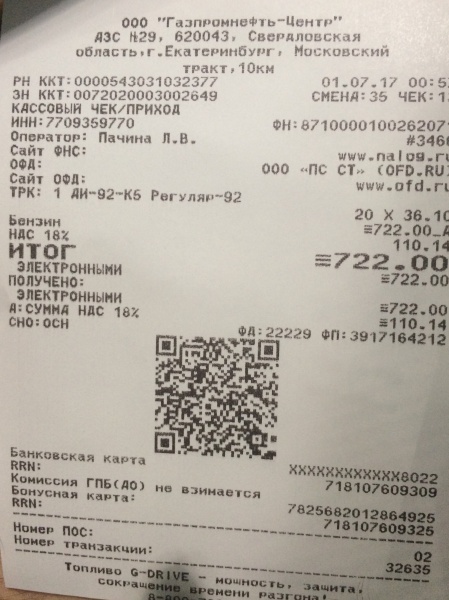 ООО "Газпромнефть-Центр"
АЗС №29, 620043, Свердловская
область,г.Екатеринбург, Московский
тракт,10км
РН ККТ:0000543031032377 01.07.17 00:5
ЗН ККТ:0072020003002649 СМЕНА:35 ЧЕК:1
КАССОВЫЙ ЧЕК/ПРИХОД
ИНН:7709359770 ФН:871000010026207
Оператор: Пачина Л.В. #3460
Сайт ФНС: www.nalog.ru
ОФД: ООО «ПС СТ» (OFD.RU)
Сайт ОФД: www.ofd.ru
ТРК: 1 АИ-92-К5 Регуляр-92
20 X 36.10
Бензин ≡722.00_А
НДС 18% 110.14
ИТОГ ≡722.00
ЭЛЕКТРОННЫМИ ≡722.00
ПОЛУЧЕНО:
ЭЛЕКТРОННЫМИ ≡722.00
А:СУММА НДС 18% ≡110.14
СНО:ОСН ФД:22229 ФП:3917164212
Банковская карта XXXXXXXXXXXX8022
RRN: 718107609309
Комиссия ГПБ(АО) не взимается
Бонусная карта: 7825682012864925
RRN: 718107609325
Номер ПОС: 02
Номер транзакции: 32635
Топливо G-DRIVE - мощность, защита,
сокращение времени разгона!